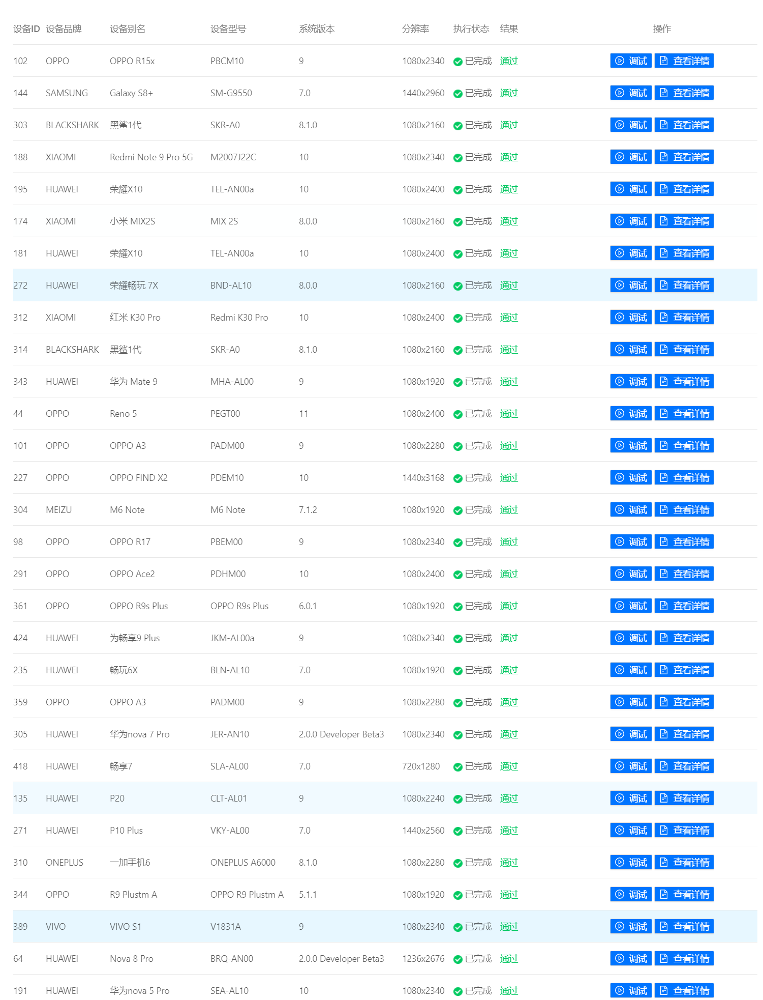 设备ID 设备品牌 设备别名 设备型号 系统版本 分辨率 执行状态 结果 操作
102 OPPO OPPO R15x PBCM10 9 1080x2340 已完成 通过 调试 查看详情
144 SAMSUNG Galaxy S8+ SM-G9550 7.0 1440x2960 已完成 通过 调试 查看详情
303 BLACKSHARK 黑鲨1代 SKR-A0 8.1.0 1080x2160 已完成 通过 调试 查看详情
188 XIAOMI Redmi Note 9 Pro 5G M2007J22C 10 1080x2340 已完成 通过 调试 查看详情
195 HUAWEI 荣耀X10 TEL-AN00a 10 1080x2400 已完成 通过 调试 查看详情
174 XIAOMI 小米 MIX2S MIX 2S 8.0.0 1080x2160 已完成 通过 调试 查看详情
181 HUAWEI 荣耀X10 TEL-AN00a 10 1080x2400 已完成 通过 调试 查看详情
272 HUAWEI 荣耀畅玩 7X BND-AL10 8.0.0 1080x2160 已完成 通过 调试 查看详情
312 XIAOMI 红米 K30 Pro Redmi K30 Pro 10 1080x2400 已完成 通过 调试 查看详情
314 BLACKSHARK 黑鲨1代 SKR-A0 8.1.0 1080x2160 已完成 通过 调试 查看详情
343 HUAWEI 华为 Mate 9 MHA-AL00 9 1080x1920 已完成 通过 调试 查看详情
44 OPPO Reno 5 PEGT00 11 1080x2400 已完成 通过 调试 查看详情
101 OPPO OPPO A3 PADM00 9 1080x2280 已完成 通过 调试 查看详情
227 OPPO OPPO FIND X2 PDEM10 10 1440x3168 已完成 通过 调试 查看详情
304 MEIZU M6 Note M6 Note 7.1.2 1080x1920 已完成 通过 调试 查看详情
98 OPPO OPPO R17 PBEM00 9 1080x2340 已完成 通过 调试 查看详情
291 OPPO OPPO Ace2 PDHM00 10 1080x2400 已完成 通过 调试 查看详情
361 OPPO OPPO R9s Plus OPPO R9s Plus 6.0.1 1080x1920 已完成 通过 调试 查看详情
424 HUAWEI 为畅享9 Plus JKM-AL00a 9 1080x2340 已完成 通过 调试 查看详情
235 HUAWEI 畅玩6X BLN-AL10 7.0 1080x1920 已完成 通过 调试 查看详情
359 OPPO OPPO A3 PADM00 9 1080x2280 已完成 通过 调试 查看详情
305 HUAWEI 华为nova 7 Pro JER-AN10 2.0.0 Developer Beta3 1080x2340 已完成 通过 调试 查看详情
418 HUAWEI 畅享7 SLA-AL00 7.0 720x1280 已完成 通过 调试 查看详情
135 HUAWEI P20 CLT-AL01 9 1080x2240 已完成 通过 调试 查看详情
271 HUAWEI P10 Plus VKY-AL00 7.0 1440x2560 已完成 通过 调试 查看详情
310 ONEPLUS 一加手机6 ONEPLUS A6000 8.1.0 1080x2280 已完成 通过 调试 查看详情
344 OPPO R9 Plustm A OPPO R9 Plustm A 5.1.1 1080x1920 已完成 通过 调试 查看详情
389 VIVO VIVO S1 V1831A 9 1080x2340 已完成 通过 调试 查看详情
64 HUAWEI Nova 8 Pro BRQ-AN00 2.0.0 Developer Beta3 1236x2676 已完成 通过 调试 查看详情
191 HUAWEI 华为nova 5 Pro SEA-AL10 10 1080x2340 已完成 通过 调试 查看详情